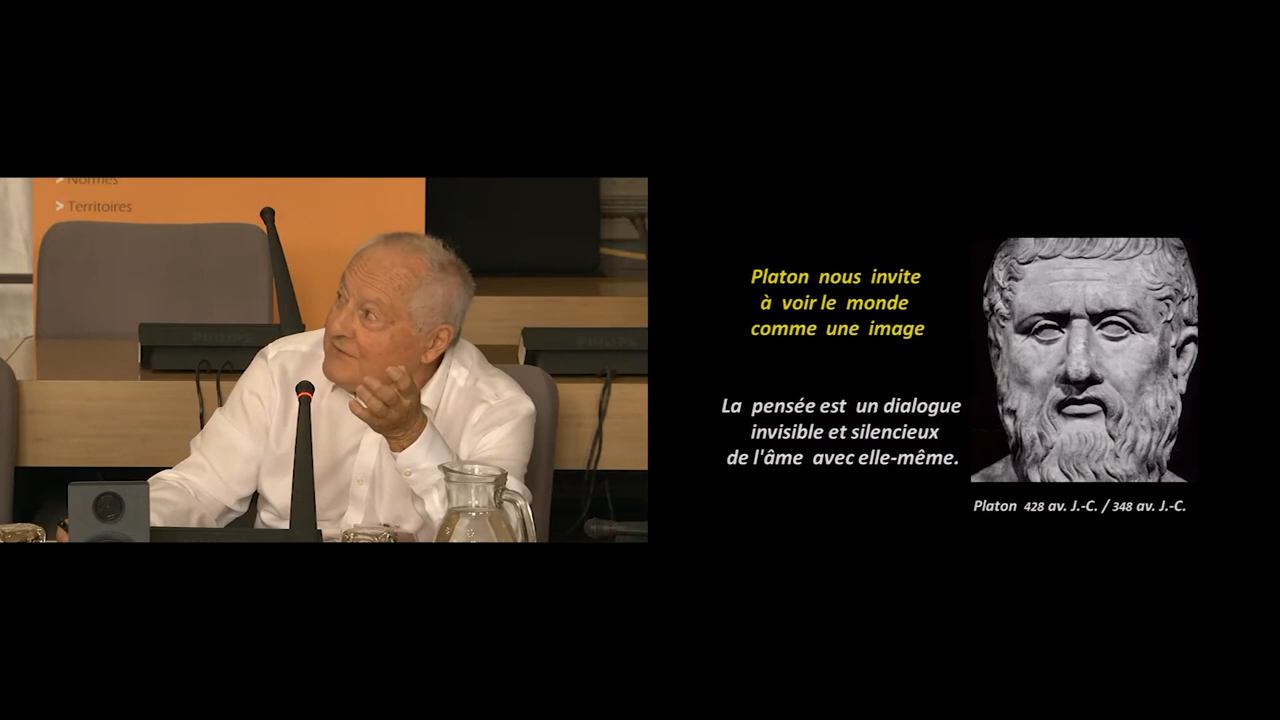 > Normes
> Territoires
PHILIPS
PHILIPS
Platon nous invite
à voir le monde
comme une image
La pensée est un dialogue
invisible et silencieux
de l'âme avec elle-même.
Platon 428 av. J.-C. / 348 av. J.-C.